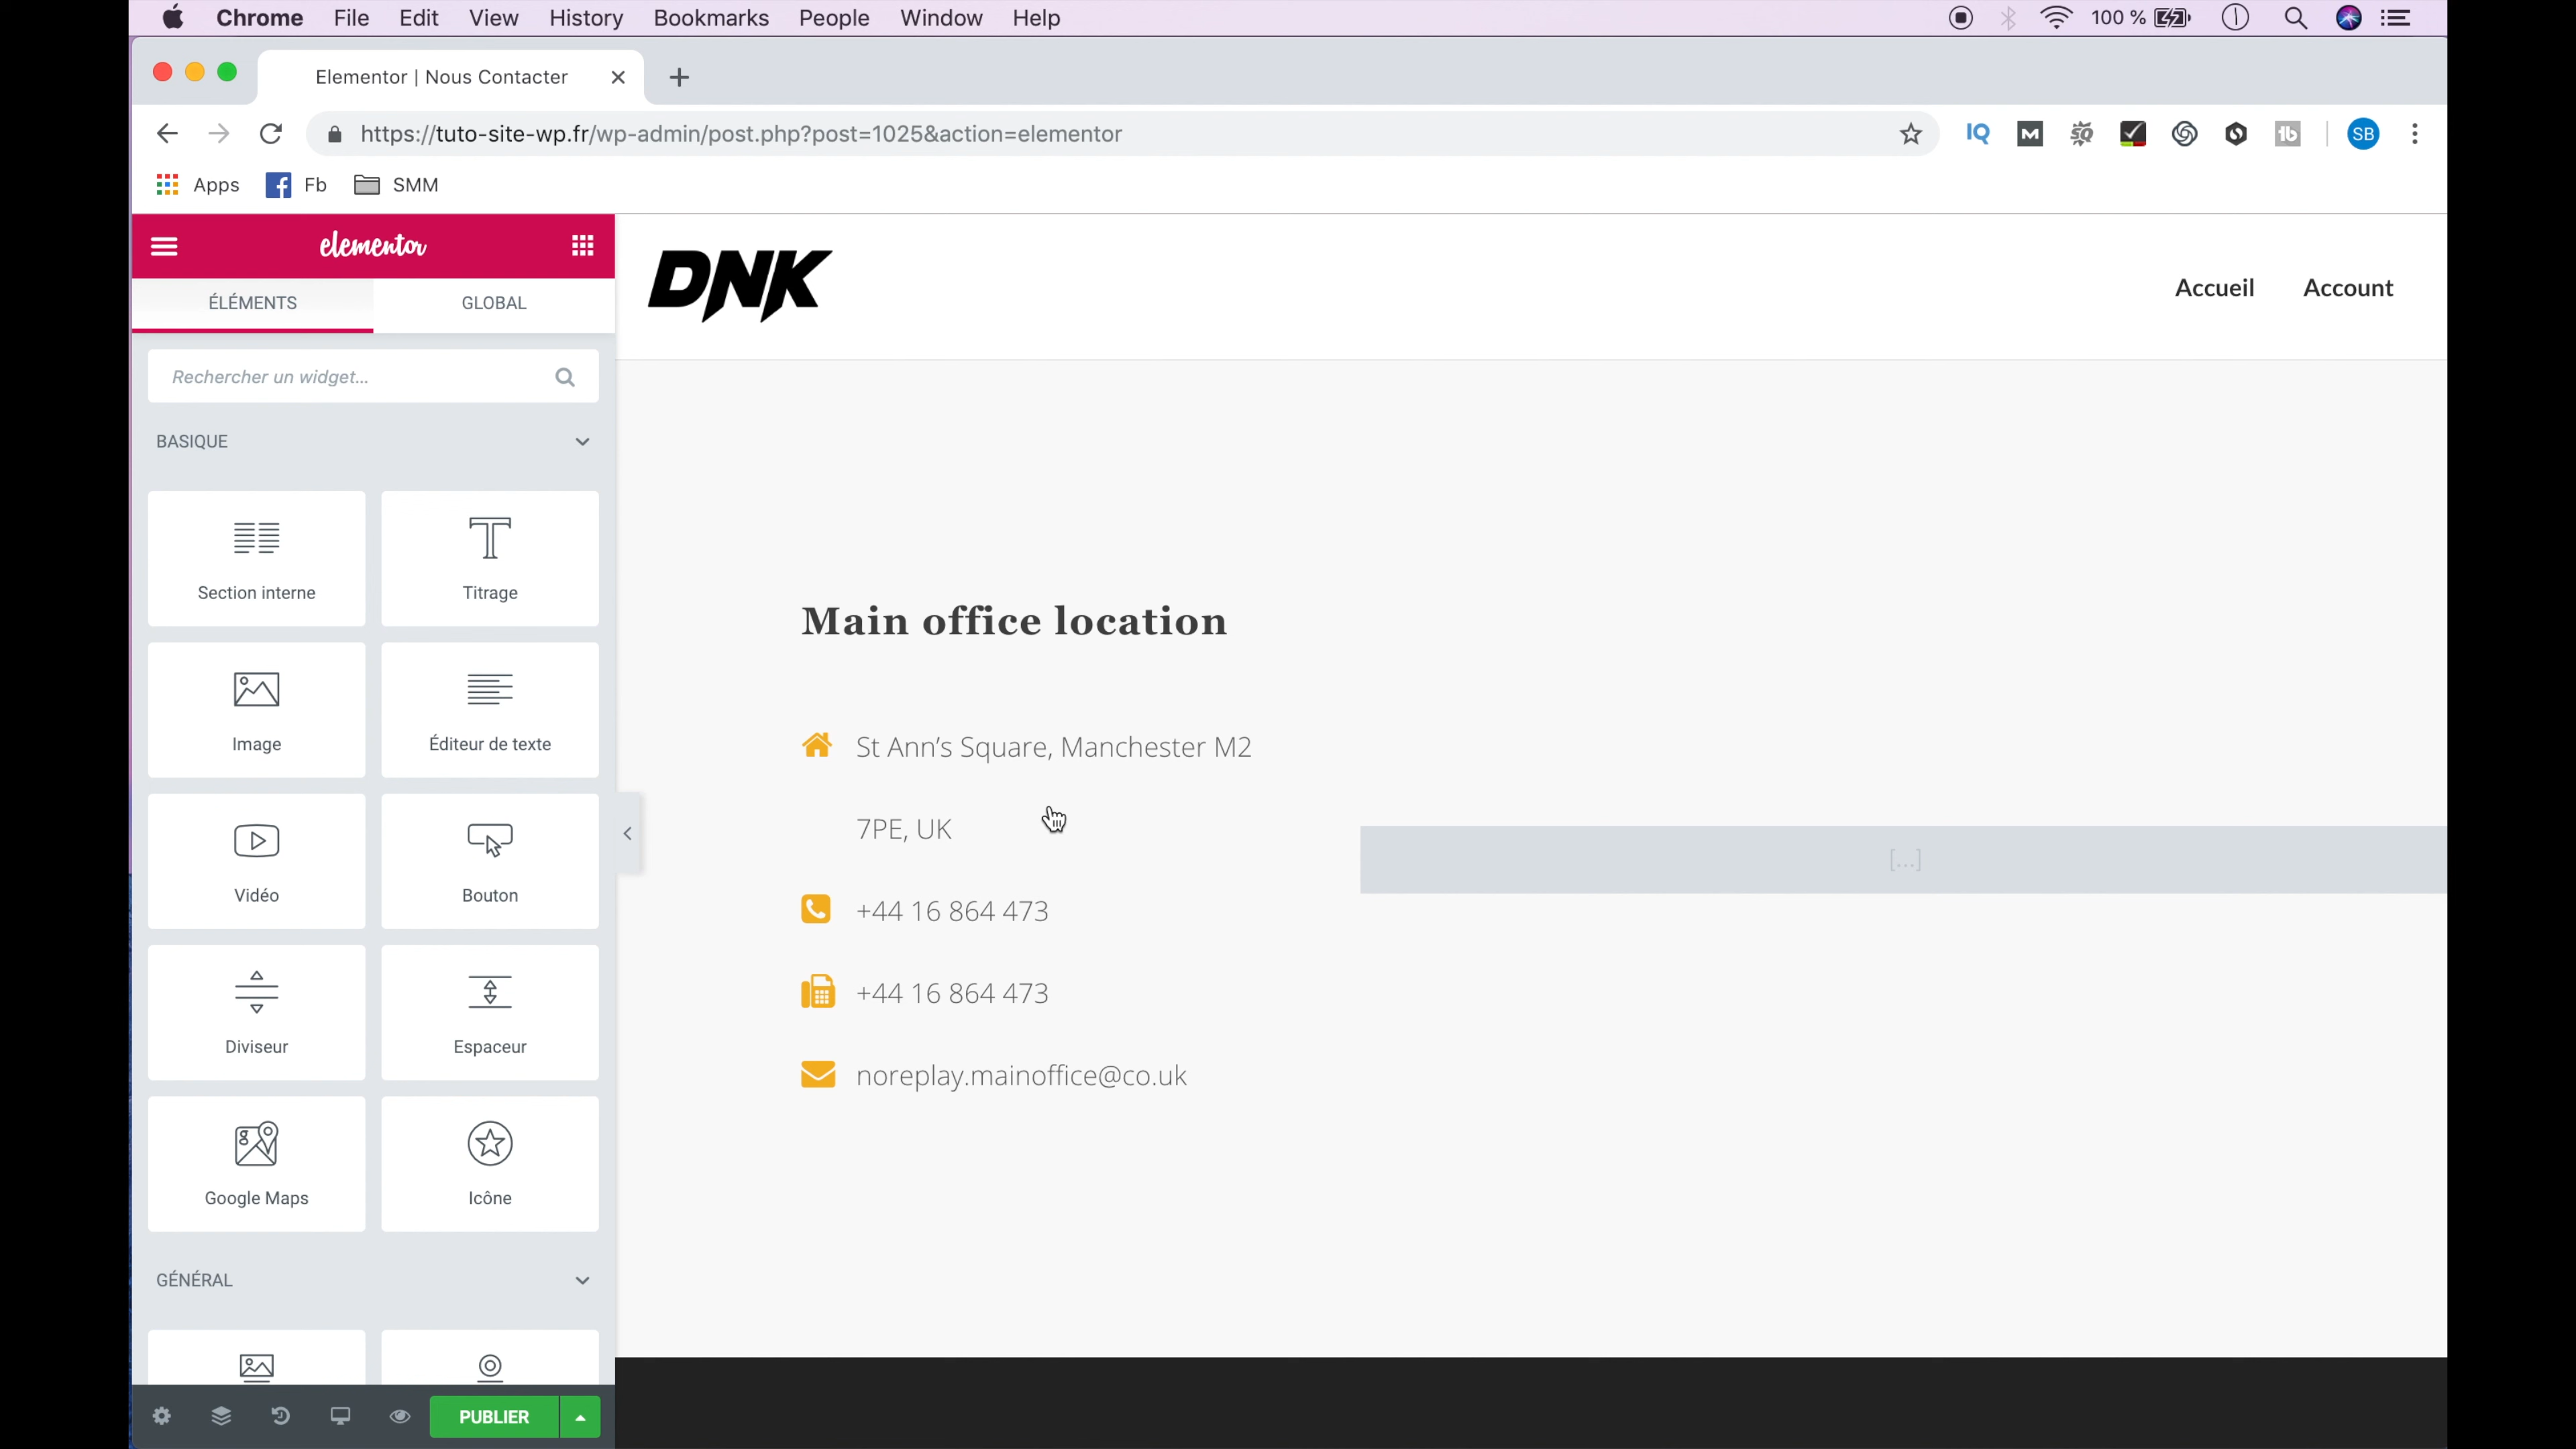 Chrome File Edit View History Bookmarks People Window Help 100 %
Elementor | Nous Contacter
https://tuto-site-wp.fr/wp-admin/post.php?post=1025&action=elementor IQ M SB
Apps Fb SMM
elementor
ÉLÉMENTS GLOBAL
Rechercher un widget...
BASIQUE
Section interne Titrage
Image Éditeur de texte
Vidéo Bouton
Diviseur Espaceur
Google Maps Icône
GÉNÉRAL
PUBLIER
DNK
Accueil Account
Main office location
St Ann's Square, Manchester M2
7PE, UK
+44 16 864 473
+44 16 864 473
noreplay.mainoffice@co.uk
[...]